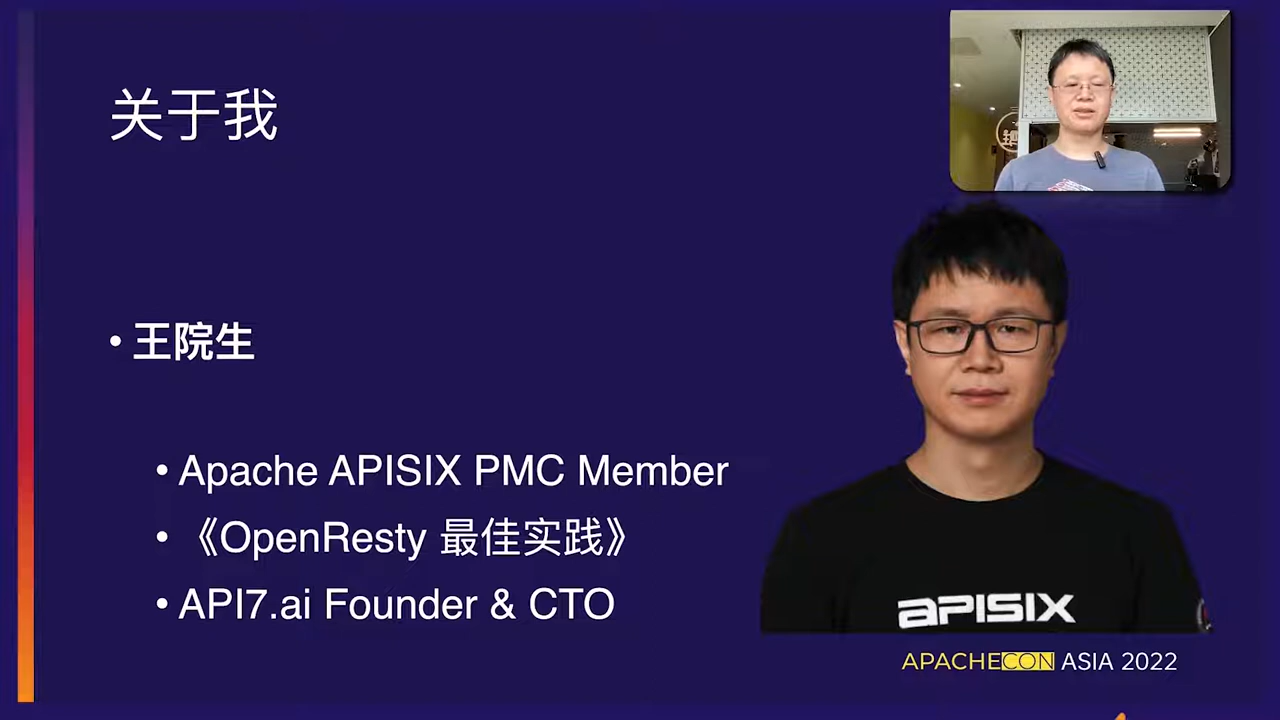 关于我
王院生
Apache APISIX PMC Member
《OpenResty 最佳实践》
API7.ai Founder & CTO
APISIX
APACHECON ASIA 2022